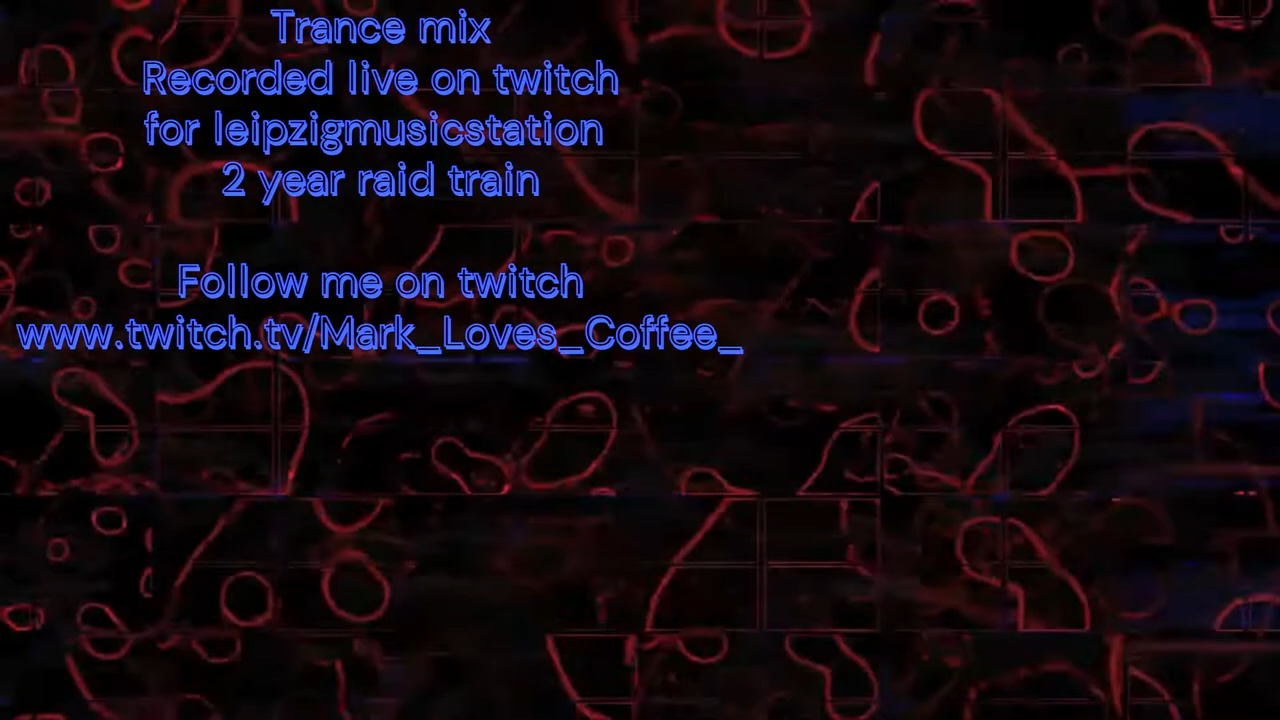 Trance mix
Recorded live on twitch
for leipzigmusicstation
2 year raid train
Follow me on twitch
www.twitch.tv/Mark_Loves_Coffee_